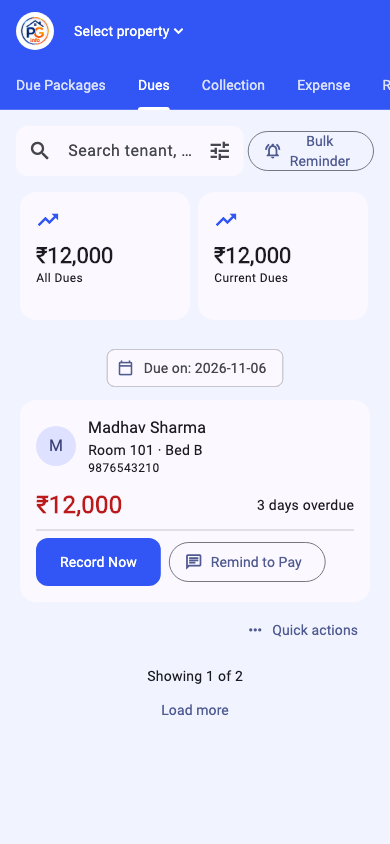 PG
info
Select property
Due Packages
Dues
Collection
Expense
R
Search tenant, ...
Bulk
Reminder
₹12,000
All Dues
₹12,000
Current Dues
Due on: 2026-11-06
M
Madhav Sharma
Room 101 · Bed B
9876543210
₹12,000
3 days overdue
Record Now
Remind to Pay
Quick actions
Showing 1 of 2
Load more